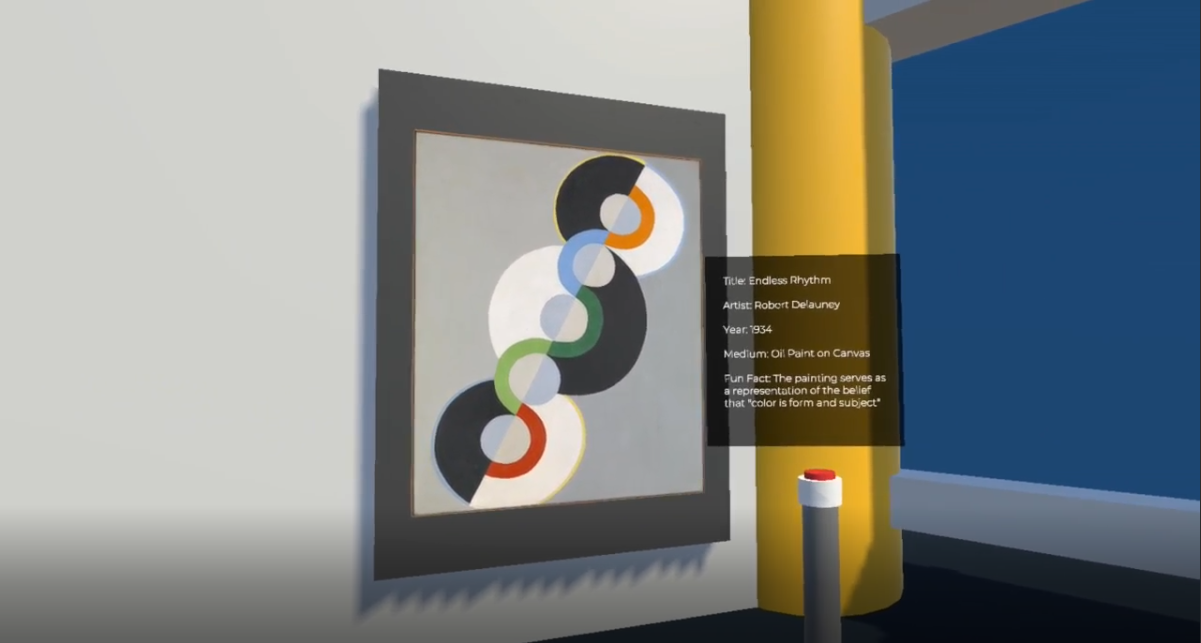 Title: Endless Rhythm
Artist: Robert Delauney
Year: 1934
Medium: Oil Paint on Canvas
Fun Fact: The painting serves as
a representation of the belief
that "color is form and subject"